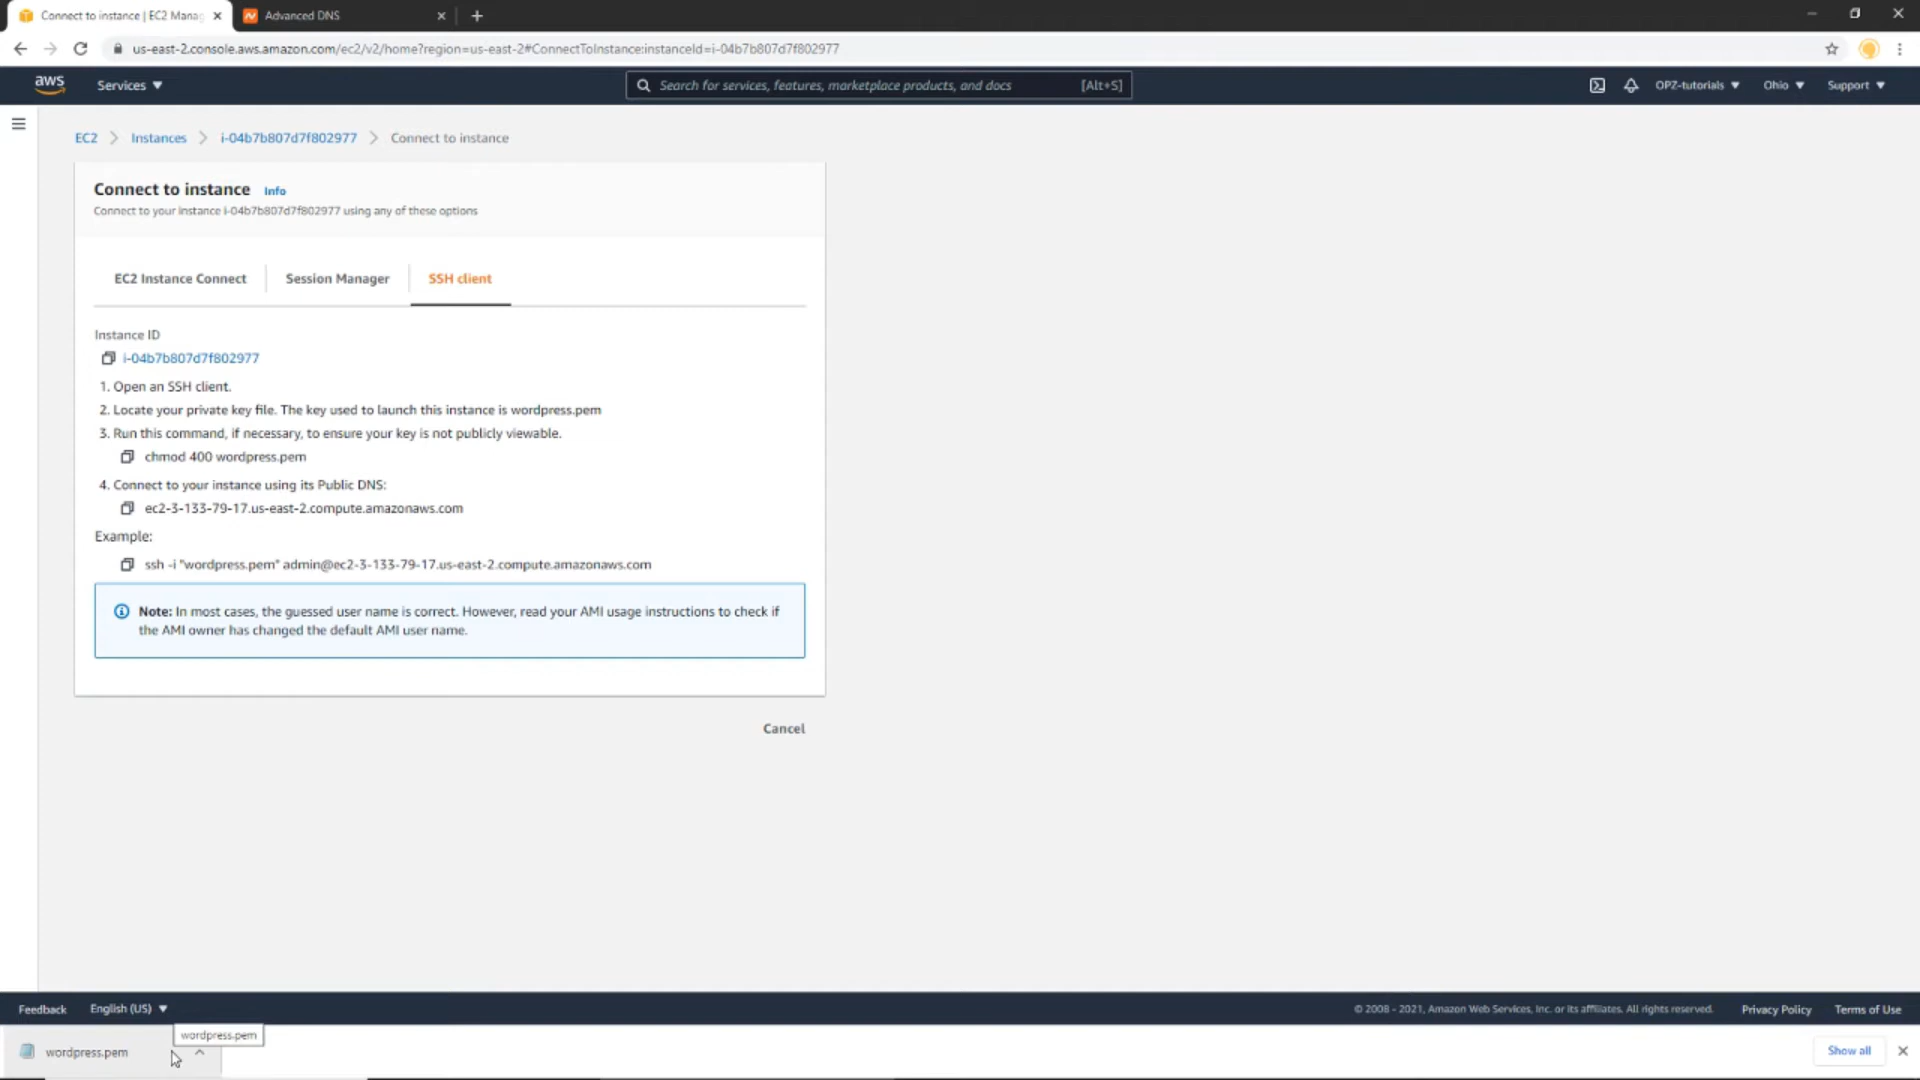 Connect to instance | EC2 Manag
Advanced DNS
us-east-2.console.aws.amazon.com/ec2/v2/home?region=us-east-2#ConnectToInstance:instanceId=i-04b7b807d7f802977
aws
Services
Search for services, features, marketplace products, and docs [Alt+S]
OPZ-tutorials
Ohio
Support
EC2 > Instances > i-04b7b807d7f802977 > Connect to instance
Connect to instance Info
Connect to your instance i-04b7b807d7f802977 using any of these options
EC2 Instance Connect
Session Manager
SSH client
Instance ID
i-04b7b807d7f802977
1. Open an SSH client.
2. Locate your private key file. The key used to launch this instance is wordpress.pem
3. Run this command, if necessary, to ensure your key is not publicly viewable.
chmod 400 wordpress.pem
4. Connect to your instance using its Public DNS:
ec2-3-133-79-17.us-east-2.compute.amazonaws.com
Example:
ssh -i "wordpress.pem" admin@ec2-3-133-79-17.us-east-2.compute.amazonaws.com
Note: In most cases, the guessed user name is correct. However, read your AMI usage instructions to check if
the AMI owner has changed the default AMI user name.
Cancel
Feedback
English (US)
© 2008 - 2021, Amazon Web Services, Inc. or its affiliates. All rights reserved.
Privacy Policy
Terms of Use
wordpress.pem
wordpress.pem
Show all